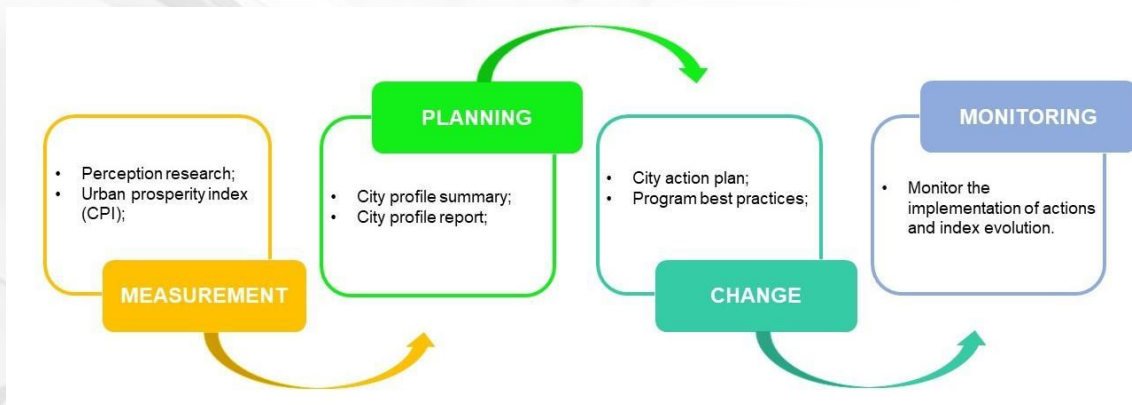 • Perception research;
• Urban prosperity index
(CPI);
MEASUREMENT
PLANNING
• City profile summary;
• City profile report;
• City action plan;
• Program best practices;
CHANGE
MONITORING
• Monitor the
implementation of actions
and index evolution.